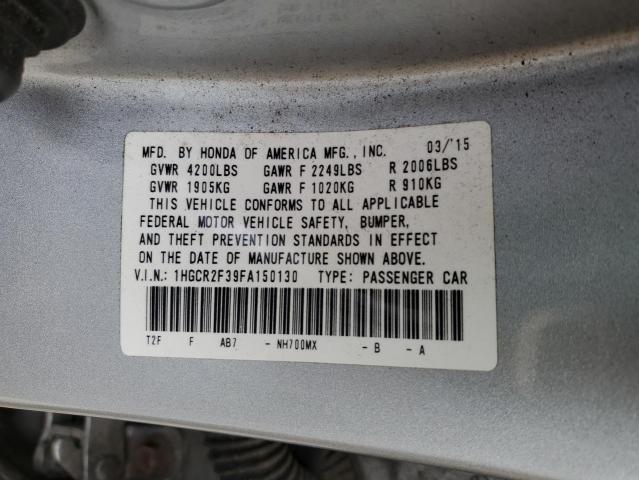 MFD. BY HONDA OF AMERICA MFG., INC. 03/'15
GVWR 4200LBS GAWR F 2249LBS R 2006LBS
GVWR 1905KG GAWR F 1020KG R 910KG
THIS VEHICLE CONFORMS TO ALL APPLICABLE
FEDERAL MOTOR VEHICLE SAFETY, BUMPER,
AND THEFT PREVENTION STANDARDS IN EFFECT
ON THE DATE OF MANUFACTURE SHOWN ABOVE.
V.I.N.: 1HGCR2F39FA150130 TYPE: PASSENGER CAR
T2F F AB7 - NH700MX - B - A